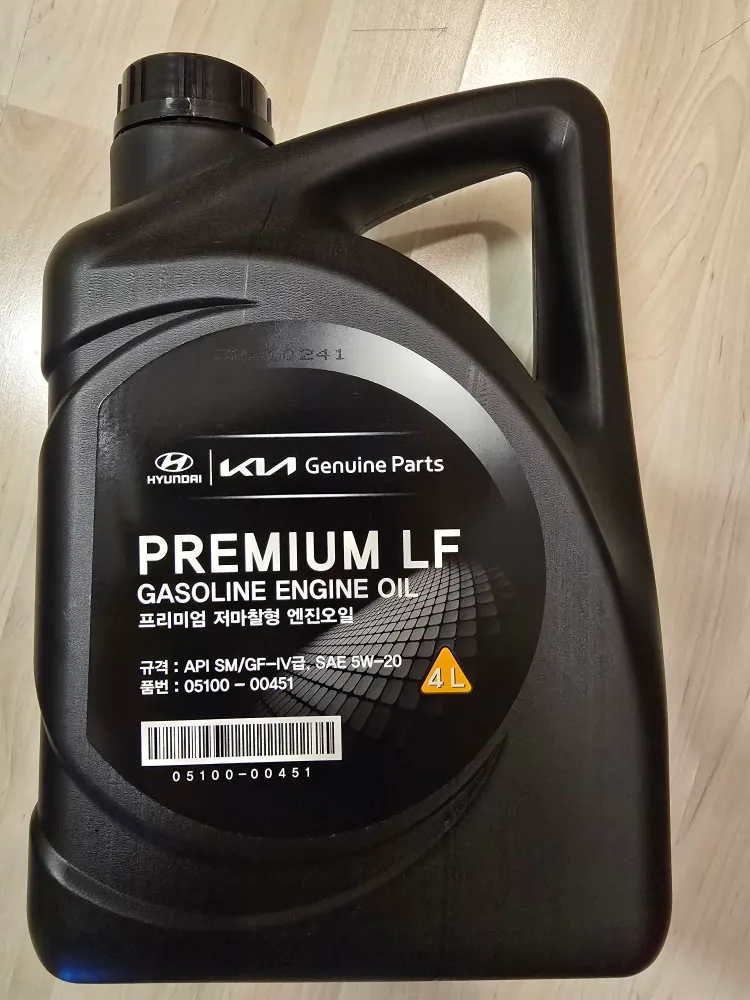 HYUNDAI KIA Genuine Parts
PREMIUM LF
GASOLINE ENGINE OIL
프리미엄 저마찰형 엔진오일
규격 : API SM/GF-IV급, SAE 5W-20
품번 : 05100 - 00451
4 L
05100-00451